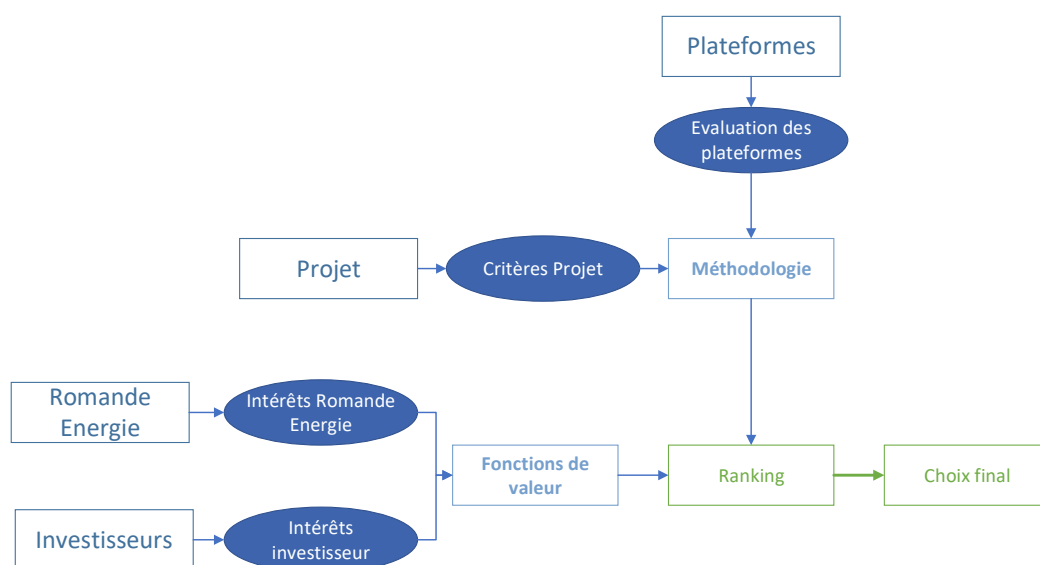 Plateformes
Evaluation des
plateformes
Projet
Critères Projet
Méthodologie
Romande
Energie
Intérêts Romande
Energie
Fonctions de
valeur
Ranking
Choix final
Investisseurs
Intérêts
investisseur